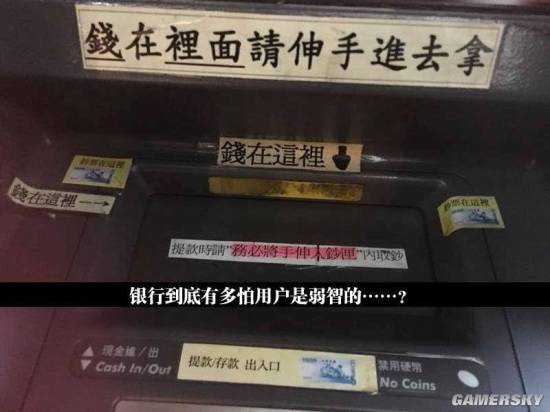 錢在裡面請伸手進去拿
錢在這裡
鈔票在這裡
錢在這裡
鈔票在這裡
提款時請"務必將手伸入鈔匣"內取鈔
银行到底有多怕用户是弱智的……？
現金進/出
Cash In/Out
提款/存款 出入口
禁用硬幣
No Coins
GAMERSKY